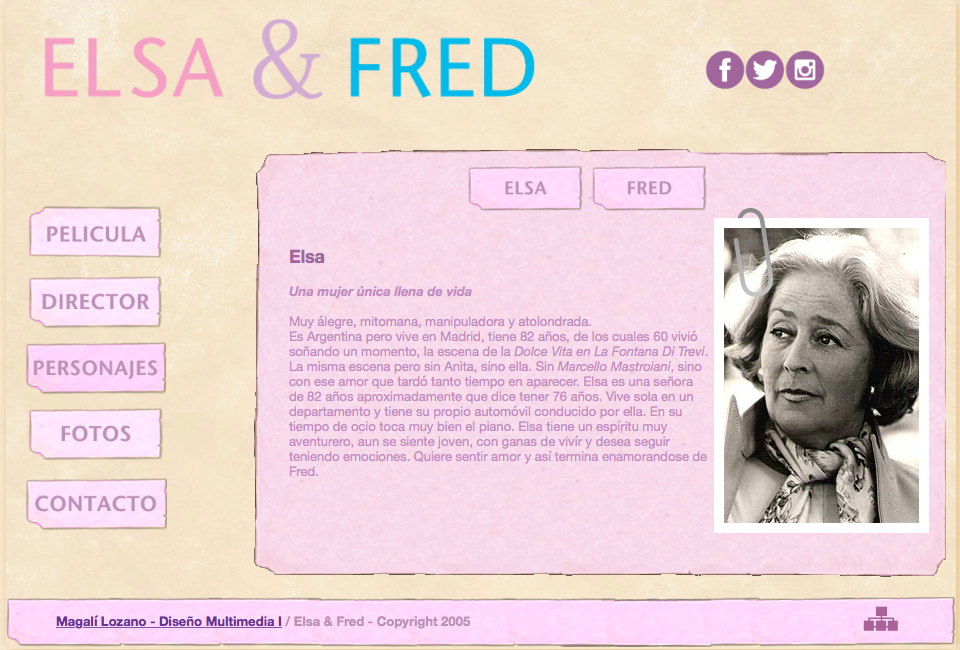 ELSA & FRED
ELSA
FRED
PELICULA
DIRECTOR
PERSONAJES
FOTOS
CONTACTO
Elsa
Una mujer única llena de vida
Muy álegre, mitomana, manipuladora y atolondrada.
Es Argentina pero vive en Madrid, tiene 82 años, de los cuales 60 vivió
soñando un momento, la escena de la Dolce Vita en La Fontana Di Trevi.
La misma escena pero sin Anita, sino ella. Sin Marcello Mastroiani, sino
con ese amor que tardó tanto tiempo en aparecer. Elsa es una señora
de 82 años aproximadamente que dice tener 76 años. Vive sola en un
departamento y tiene su propio automóvil conducido por ella. En su
tiempo de ocio toca muy bien el piano. Elsa tiene un espíritu muy
aventurero, aun se siente joven, con ganas de vivír y desea seguir
teniendo emociones. Quiere sentir amor y así termina enamorandose de
Fred.
Magalí Lozano - Diseño Multimedia I / Elsa & Fred - Copyright 2005